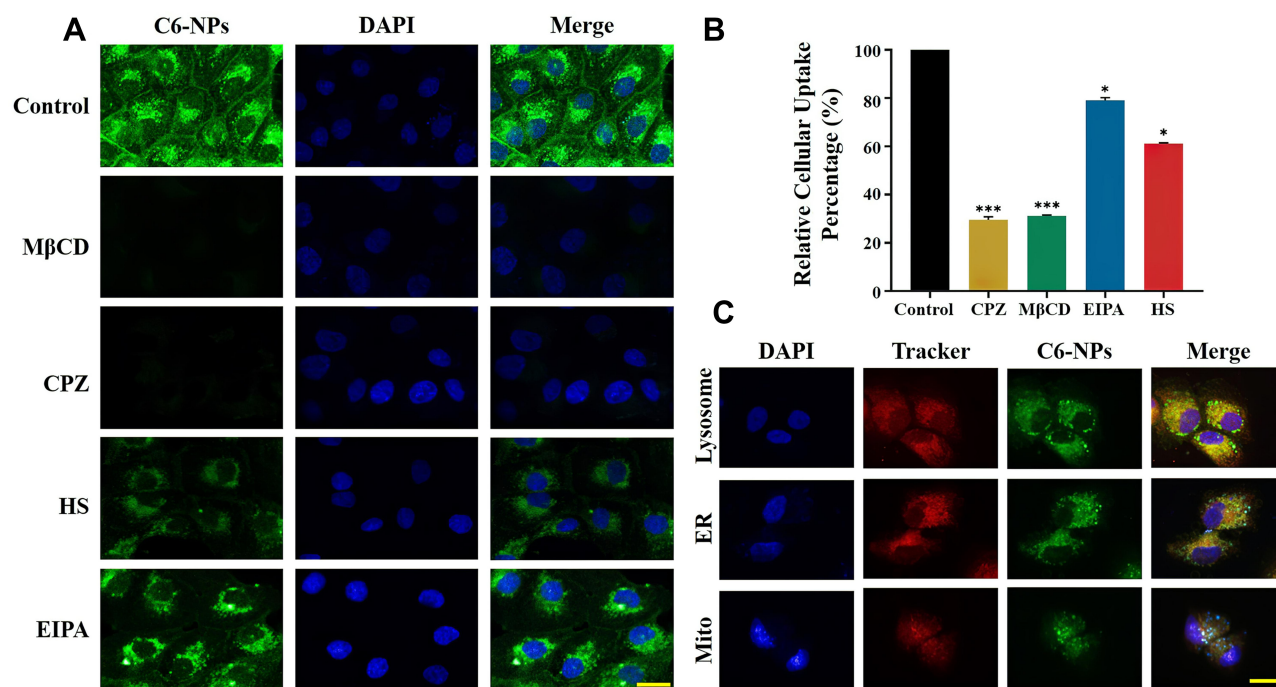 A
C6-NPs DAPI Merge
Control
MβCD
CPZ
HS
EIPA
B
Relative Cellular Uptake
Percentage (%)
100
80
60
40
20
0
*
*
*** ***
Control CPZ MβCD EIPA HS
C
DAPI Tracker C6-NPs Merge
Lysosome
ER
Mito